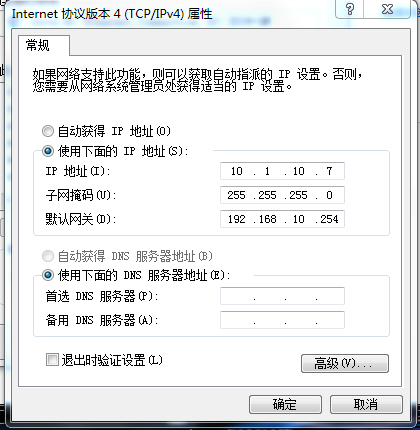 Internet 协议版本 4 (TCP/IPv4) 属性
常规
如果网络支持此功能，则可以获取自动指派的 IP 设置。否则，
您需要从网络系统管理员处获得适当的 IP 设置。
自动获得 IP 地址(O)
使用下面的 IP 地址(S):
IP 地址(I): 10 . 1 . 10 . 7
子网掩码(U): 255 . 255 . 255 . 0
默认网关(D): 192 . 168 . 10 . 254
自动获得 DNS 服务器地址(B)
使用下面的 DNS 服务器地址(E):
首选 DNS 服务器(P): . . .
备用 DNS 服务器(A): . . .
退出时验证设置(L)
高级(V)...
确定 取消